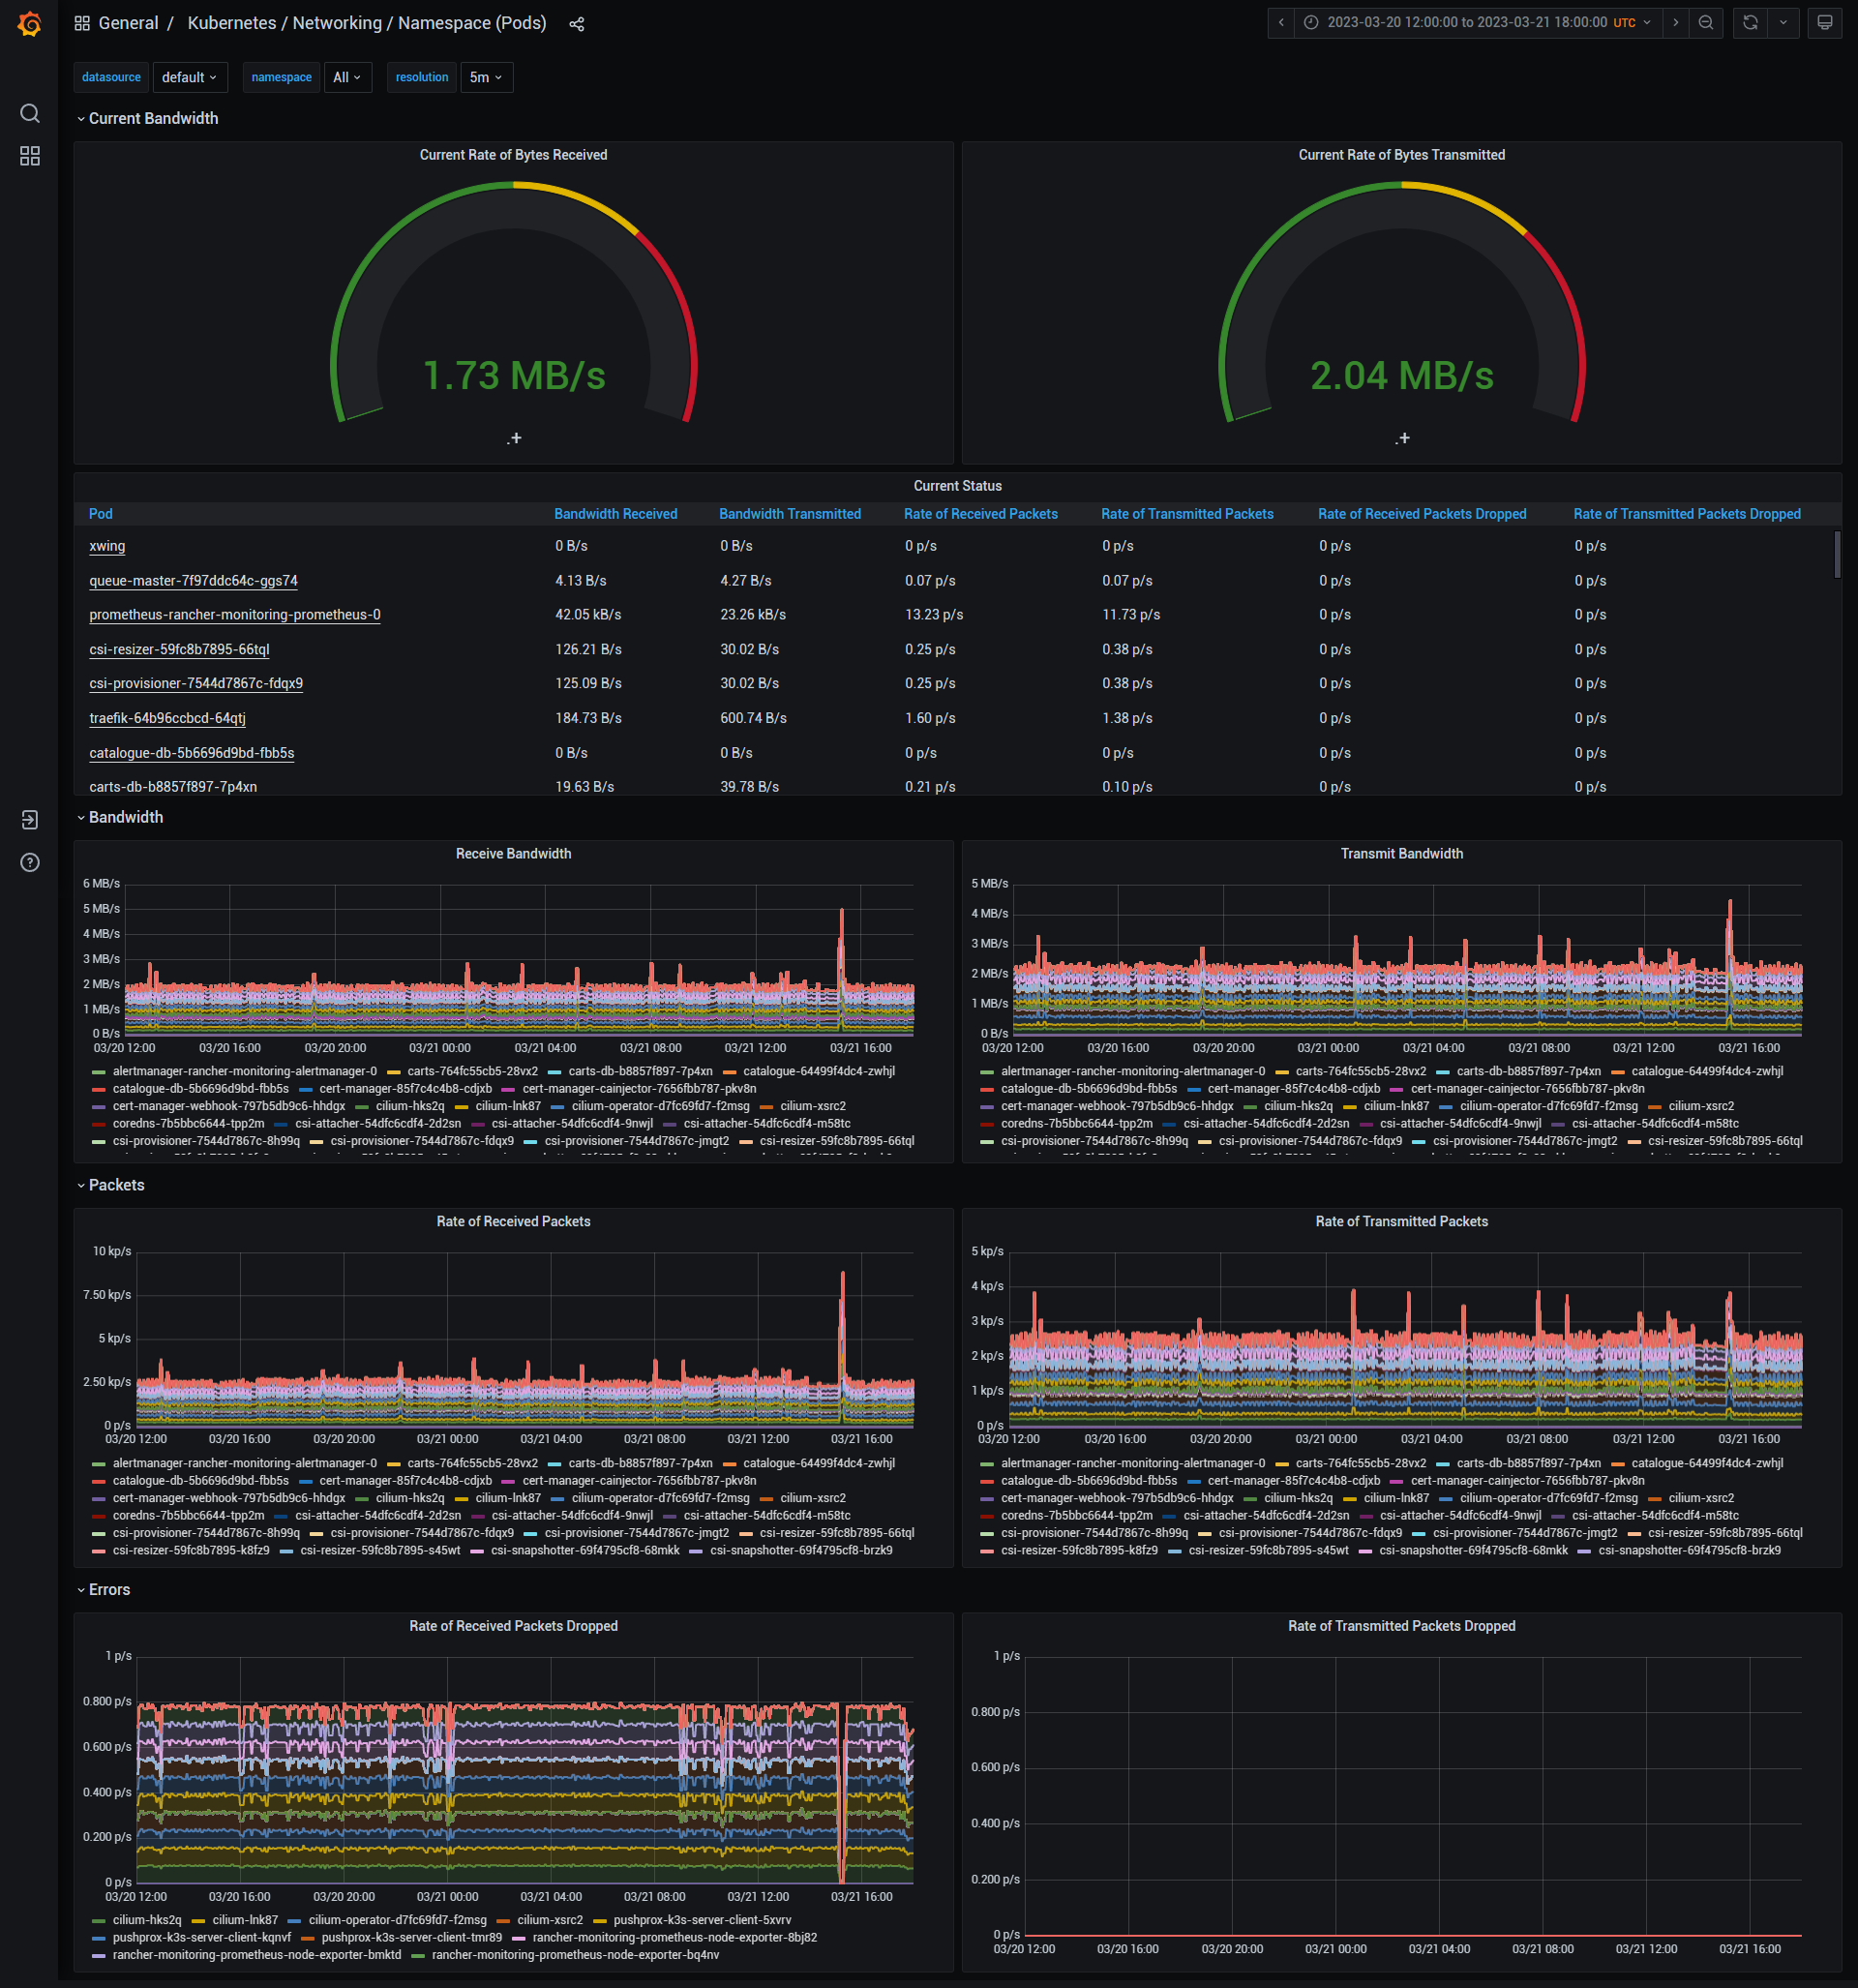 General / Kubernetes / Networking / Namespace (Pods)
2023-03-20 12:00:00 to 2023-03-21 18:00:00 UTC
datasource default namespace All resolution 5m
Current Bandwidth
Current Rate of Bytes Received
1.73 MB/s
.+
Current Rate of Bytes Transmitted
2.04 MB/s
.+
Current Status
Pod Bandwidth Received Bandwidth Transmitted Rate of Received Packets Rate of Transmitted Packets Rate of Received Packets Dropped Rate of Transmitted Packets Dropped
xwing 0 B/s 0 B/s 0 p/s 0 p/s 0 p/s 0 p/s
queue-master-7f97ddc64c-ggs74 4.13 B/s 4.27 B/s 0.07 p/s 0.07 p/s 0 p/s 0 p/s
prometheus-rancher-monitoring-prometheus-0 42.05 kB/s 23.26 kB/s 13.23 p/s 11.73 p/s 0 p/s 0 p/s
csi-resizer-59fc8b7895-66tql 126.21 B/s 30.02 B/s 0.25 p/s 0.38 p/s 0 p/s 0 p/s
csi-provisioner-7544d7867c-fdqx9 125.09 B/s 30.02 B/s 0.25 p/s 0.38 p/s 0 p/s 0 p/s
traefik-64b96ccbcd-64qtj 184.73 B/s 600.74 B/s 1.60 p/s 1.38 p/s 0 p/s 0 p/s
catalogue-db-5b6696d9bd-fbb5s 0 B/s 0 B/s 0 p/s 0 p/s 0 p/s 0 p/s
carts-db-b8857f897-7p4xn 19.63 B/s 39.78 B/s 0.21 p/s 0.10 p/s 0 p/s 0 p/s
Bandwidth
Receive Bandwidth
6 MB/s
5 MB/s
4 MB/s
3 MB/s
2 MB/s
1 MB/s
0 B/s
03/20 12:00 03/20 16:00 03/20 20:00 03/21 00:00 03/21 04:00 03/21 08:00 03/21 12:00 03/21 16:00
alertmanager-rancher-monitoring-alertmanager-0 carts-764fc55cb5-28vx2 carts-db-b8857f897-7p4xn catalogue-64499f4dc4-zwhjl
catalogue-db-5b6696d9bd-fbb5s cert-manager-85f7c4c4b8-cdjxb cert-manager-cainjector-7656fbb787-pkv8n
cert-manager-webhook-797b5db9c6-hhdgx cilium-hks2q cilium-lnk87 cilium-operator-d7fc69fd7-f2msg cilium-xsrc2
coredns-7b5bbc6644-tpp2m csi-attacher-54dfc6cdf4-2d2sn csi-attacher-54dfc6cdf4-9nwjl csi-attacher-54dfc6cdf4-m58tc
csi-provisioner-7544d7867c-8h99q csi-provisioner-7544d7867c-fdqx9 csi-provisioner-7544d7867c-jmgt2 csi-resizer-59fc8b7895-66tql
Transmit Bandwidth
5 MB/s
4 MB/s
3 MB/s
2 MB/s
1 MB/s
0 B/s
03/20 12:00 03/20 16:00 03/20 20:00 03/21 00:00 03/21 04:00 03/21 08:00 03/21 12:00 03/21 16:00
alertmanager-rancher-monitoring-alertmanager-0 carts-764fc55cb5-28vx2 carts-db-b8857f897-7p4xn catalogue-64499f4dc4-zwhjl
catalogue-db-5b6696d9bd-fbb5s cert-manager-85f7c4c4b8-cdjxb cert-manager-cainjector-7656fbb787-pkv8n
cert-manager-webhook-797b5db9c6-hhdgx cilium-hks2q cilium-lnk87 cilium-operator-d7fc69fd7-f2msg cilium-xsrc2
coredns-7b5bbc6644-tpp2m csi-attacher-54dfc6cdf4-2d2sn csi-attacher-54dfc6cdf4-9nwjl csi-attacher-54dfc6cdf4-m58tc
csi-provisioner-7544d7867c-8h99q csi-provisioner-7544d7867c-fdqx9 csi-provisioner-7544d7867c-jmgt2 csi-resizer-59fc8b7895-66tql
Packets
Rate of Received Packets
10 kp/s
7.50 kp/s
5 kp/s
2.50 kp/s
0 p/s
03/20 12:00 03/20 16:00 03/20 20:00 03/21 00:00 03/21 04:00 03/21 08:00 03/21 12:00 03/21 16:00
alertmanager-rancher-monitoring-alertmanager-0 carts-764fc55cb5-28vx2 carts-db-b8857f897-7p4xn catalogue-64499f4dc4-zwhjl
catalogue-db-5b6696d9bd-fbb5s cert-manager-85f7c4c4b8-cdjxb cert-manager-cainjector-7656fbb787-pkv8n
cert-manager-webhook-797b5db9c6-hhdgx cilium-hks2q cilium-lnk87 cilium-operator-d7fc69fd7-f2msg cilium-xsrc2
coredns-7b5bbc6644-tpp2m csi-attacher-54dfc6cdf4-2d2sn csi-attacher-54dfc6cdf4-9nwjl csi-attacher-54dfc6cdf4-m58tc
csi-provisioner-7544d7867c-8h99q csi-provisioner-7544d7867c-fdqx9 csi-provisioner-7544d7867c-jmgt2 csi-resizer-59fc8b7895-66tql
csi-resizer-59fc8b7895-k8fz9 csi-resizer-59fc8b7895-s45wt csi-snapshotter-69f4795cf8-68mkk csi-snapshotter-69f4795cf8-brzk9
Rate of Transmitted Packets
5 kp/s
4 kp/s
3 kp/s
2 kp/s
1 kp/s
0 p/s
03/20 12:00 03/20 16:00 03/20 20:00 03/21 00:00 03/21 04:00 03/21 08:00 03/21 12:00 03/21 16:00
alertmanager-rancher-monitoring-alertmanager-0 carts-764fc55cb5-28vx2 carts-db-b8857f897-7p4xn catalogue-64499f4dc4-zwhjl
catalogue-db-5b6696d9bd-fbb5s cert-manager-85f7c4c4b8-cdjxb cert-manager-cainjector-7656fbb787-pkv8n
cert-manager-webhook-797b5db9c6-hhdgx cilium-hks2q cilium-lnk87 cilium-operator-d7fc69fd7-f2msg cilium-xsrc2
coredns-7b5bbc6644-tpp2m csi-attacher-54dfc6cdf4-2d2sn csi-attacher-54dfc6cdf4-9nwjl csi-attacher-54dfc6cdf4-m58tc
csi-provisioner-7544d7867c-8h99q csi-provisioner-7544d7867c-fdqx9 csi-provisioner-7544d7867c-jmgt2 csi-resizer-59fc8b7895-66tql
csi-resizer-59fc8b7895-k8fz9 csi-resizer-59fc8b7895-s45wt csi-snapshotter-69f4795cf8-68mkk csi-snapshotter-69f4795cf8-brzk9
Errors
Rate of Received Packets Dropped
1 p/s
0.800 p/s
0.600 p/s
0.400 p/s
0.200 p/s
0 p/s
03/20 12:00 03/20 16:00 03/20 20:00 03/21 00:00 03/21 04:00 03/21 08:00 03/21 12:00 03/21 16:00
cilium-hks2q cilium-lnk87 cilium-operator-d7fc69fd7-f2msg cilium-xsrc2 pushprox-k3s-server-client-5xvrv
pushprox-k3s-server-client-kqnvf pushprox-k3s-server-client-tmr89 rancher-monitoring-prometheus-node-exporter-8bj82
rancher-monitoring-prometheus-node-exporter-bmktd rancher-monitoring-prometheus-node-exporter-bq4nv
Rate of Transmitted Packets Dropped
1 p/s
0.800 p/s
0.600 p/s
0.400 p/s
0.200 p/s
0 p/s
03/20 12:00 03/20 16:00 03/20 20:00 03/21 00:00 03/21 04:00 03/21 08:00 03/21 12:00 03/21 16:00